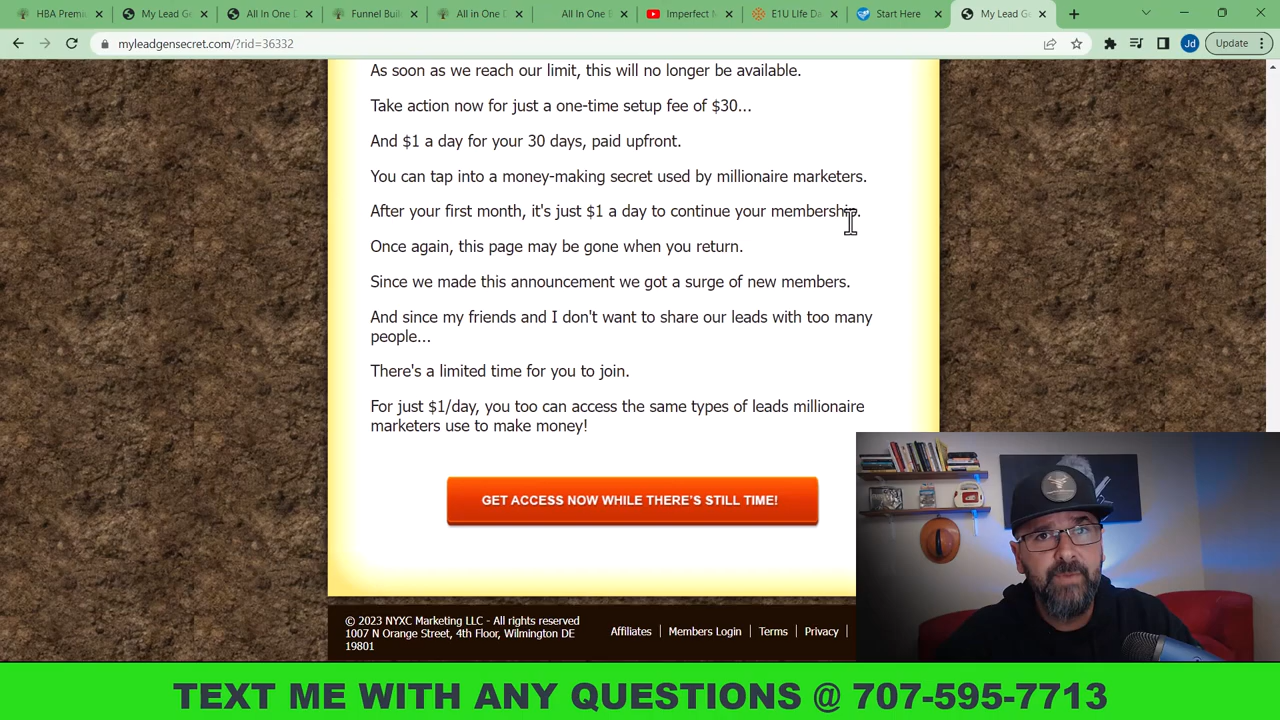 HBA Premi
My Lead Ge
All In One D
Funnel Buil
All in One D
All In One B
Imperfect M
E1U LIfe Da
Start Here
My Lead G
myleadgensecret.com/?rid=36332
Jd
Update
As soon as we reach our limit, this will no longer be available.
Take action now for just a one-time setup fee of $30...
And $1 a day for your 30 days, paid upfront.
You can tap into a money-making secret used by millionaire marketers.
After your first month, it's just $1 a day to continue your membership.
Once again, this page may be gone when you return.
Since we made this announcement we got a surge of new members.
And since my friends and I don't want to share our leads with too many
people...
There's a limited time for you to join.
For just $1/day, you too can access the same types of leads millionaire
marketers use to make money!
GET ACCESS NOW WHILE THERE'S STILL TIME!
© 2023 NYXC Marketing LLC - All rights reserved
1007 N Orange Street, 4th Floor, Wilmington DE
19801
Affiliates | Members Login | Terms | Privacy |
TEXT ME WITH ANY QUESTIONS @ 707-595-7713